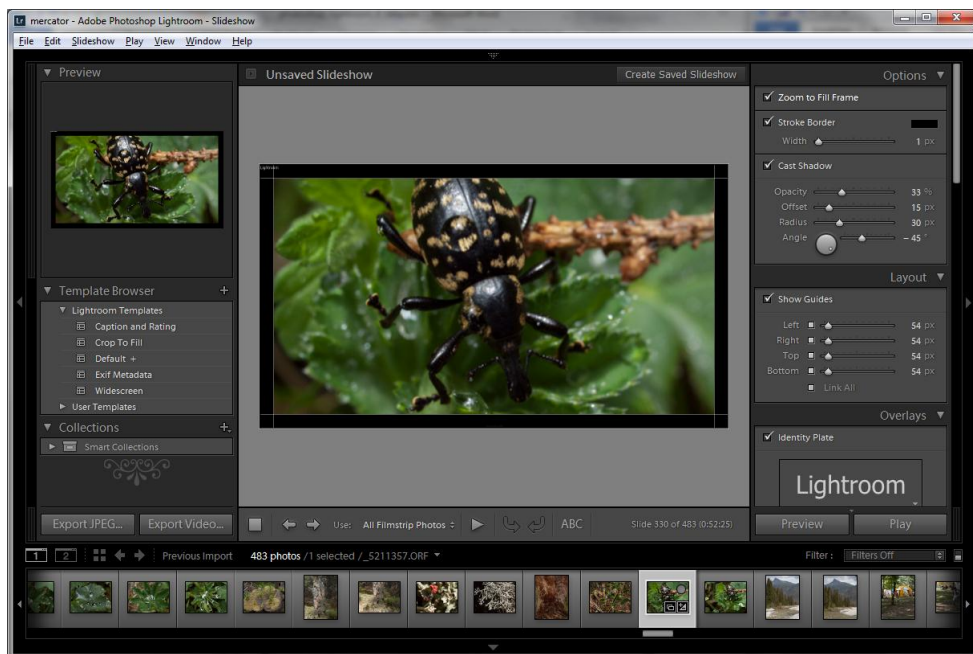 mercator - Adobe Photoshop Lightroom - Slideshow
File Edit Slideshow Play View Window Help
Preview
Template Browser +
Lightroom Templates
Caption and Rating
Crop To Fill
Default +
Exif Metadata
Widescreen
User Templates
Collections +
Smart Collections
Export JPEG... Export Video...
Unsaved Slideshow Create Saved Slideshow
Lightroom
Use: All Filmstrip Photos ABC Slide 330 of 483 (0:52:25)
Options
Zoom to Fill Frame
Stroke Border
Width 1 px
Cast Shadow
Opacity 33 %
Offset 15 px
Radius 30 px
Angle - 45 °
Layout
Show Guides
Left 54 px
Right 54 px
Top 54 px
Bottom 54 px
Link All
Overlays
Identity Plate
Lightroom
Preview Play
1 2 Previous Import 483 photos / 1 selected / _5211357.ORF Filter : Filters Off